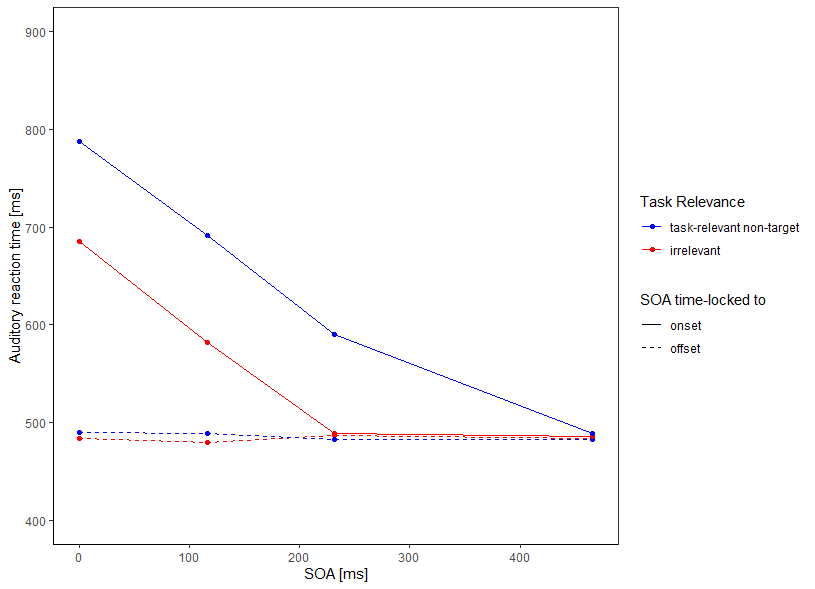 Auditory reaction time [ms]
900
800
700
600
500
400
0 100 200 300 400
SOA [ms]
Task Relevance
task-relevant non-target
irrelevant
SOA time-locked to
onset
offset